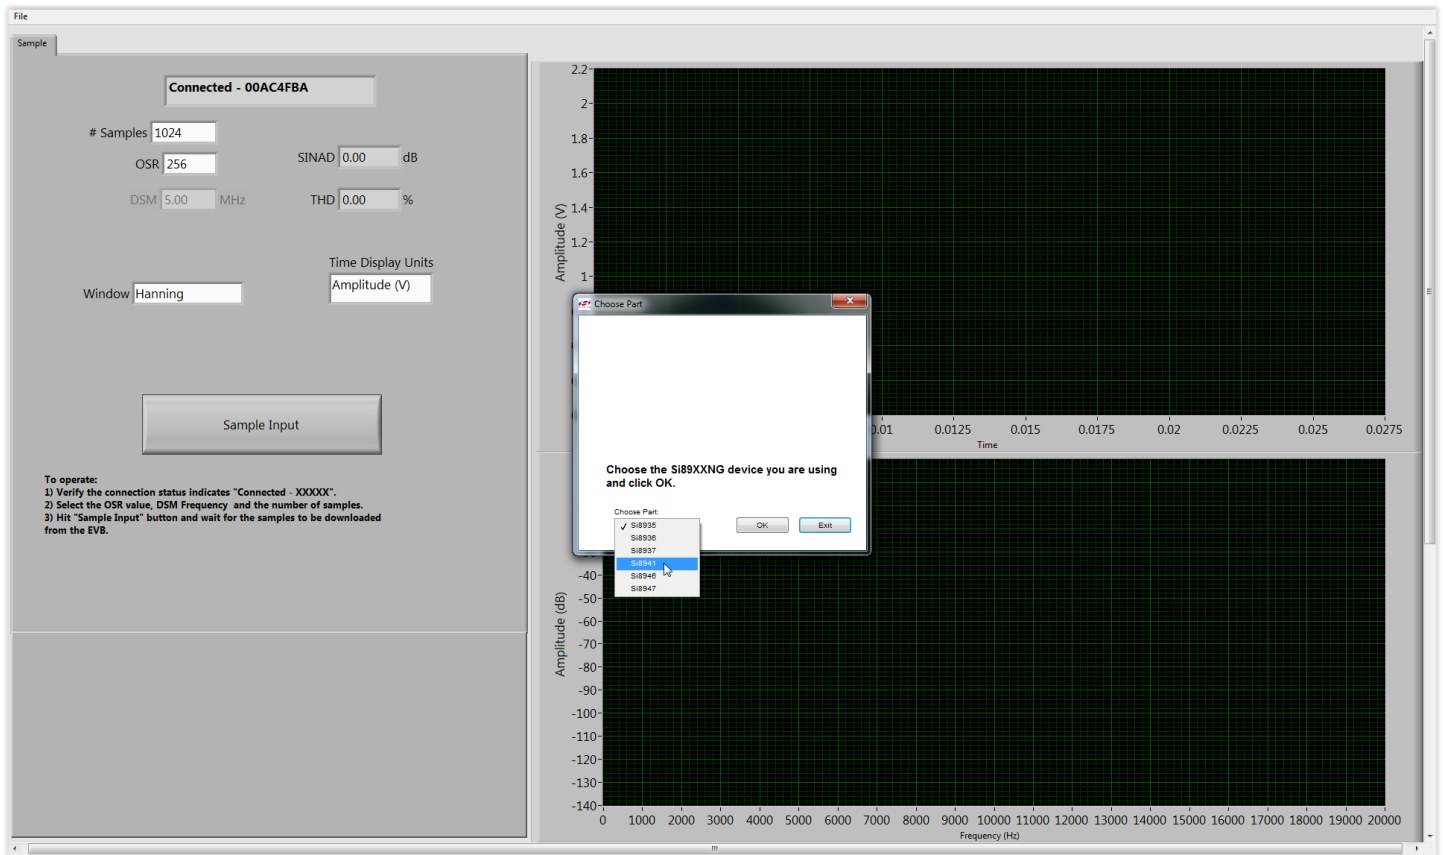 File
Sample
Connected - 00AC4FBA
# Samples 1024
OSR 256
SINAD 0.00 dB
DSM 5.00 MHz
THD 0.00 %
Time Display Units
Amplitude (V)
Window Hanning
Sample Input
To operate:
1) Verify the connection status indicates "Connected - XXXXX".
2) Select the OSR value, DSM Frequency and the number of samples.
3) Hit "Sample Input" button and wait for the samples to be downloaded
from the EVB.
2.2
2
1.8
1.6
1.4
1.2
1
Amplitude (V)
0.01 0.0125 0.015 0.0175 0.02 0.0225 0.025 0.0275
Time
Choose Part
Choose the Si89XXNG device you are using
and click OK.
Choose Part:
OK Exit
✓ Si8935
Si8936
Si8937
Si8941
Si8946
Si8947
-40
-50
-60
-70
-80
-90
-100
-110
-120
-130
-140
Amplitude (dB)
0 1000 2000 3000 4000 5000 6000 7000 8000 9000 10000 11000 12000 13000 14000 15000 16000 17000 18000 19000 20000
Frequency (Hz)